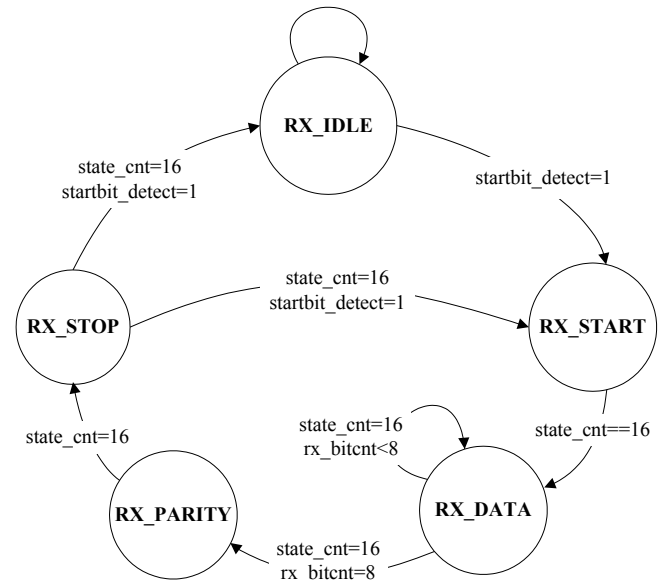 RX_IDLE
state_cnt=16
startbit_detect=1
startbit_detect=1
state_cnt=16
startbit_detect=1
RX_STOP
RX_START
state_cnt=16
state_cnt=16
rx_bitcnt<8
state_cnt==16
RX_PARITY
RX_DATA
state_cnt=16
rx_bitcnt=8